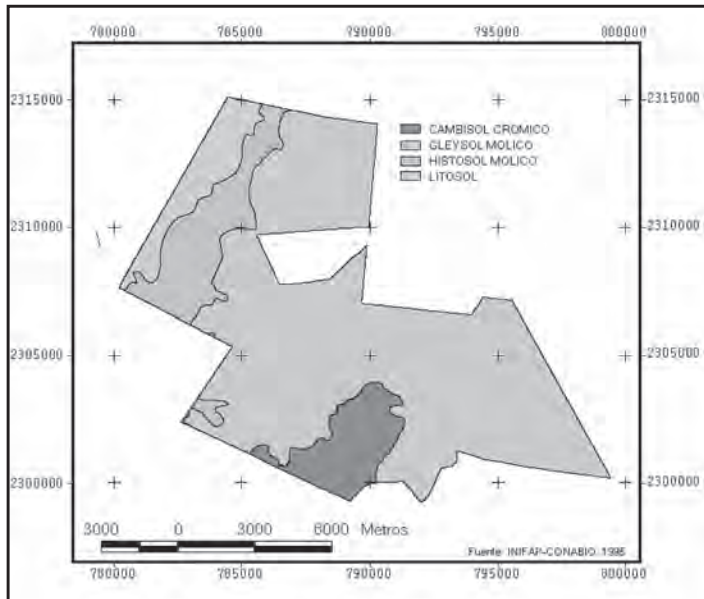 780000 785000 790000 795000 800000
2315000 2315000
CAMBISOL CROMICO
GLEYSOL MOLICO
HISTOSOL MOLICO
LITOSOL
2310000 2310000
2305000 2305000
2300000 2300000
3000 0 3000 6000 Metros
Fuente: INIFAP-CONABIO, 1995
780000 785000 790000 795000 800000